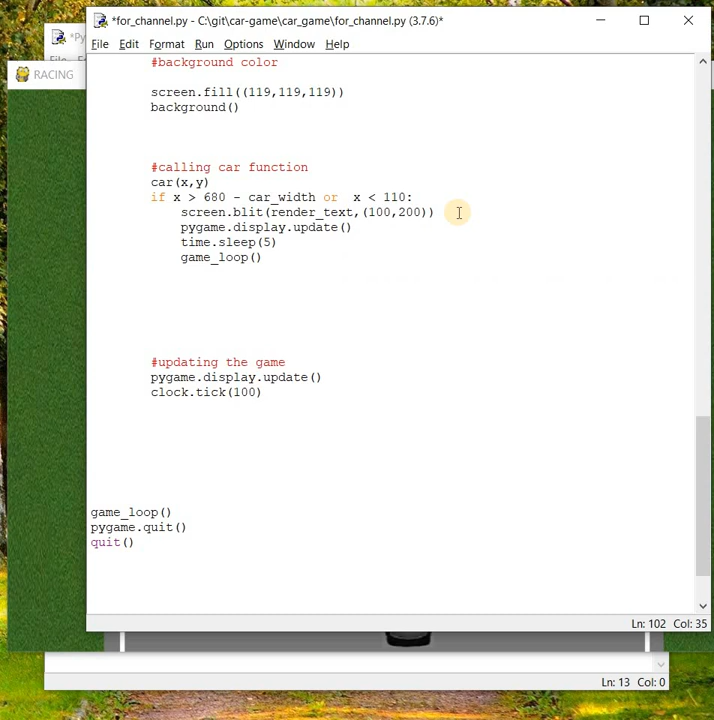 *for_channel.py - C:\git\car-game\car_game\for_channel.py (3.7.6)*
File Edit Format Run Options Window Help
*Py
RACING
#background color
screen.fill((119,119,119))
background()
#calling car function
car(x,y)
if x > 680 - car_width or  x < 110:
screen.blit(render_text,(100,200))
pygame.display.update()
time.sleep(5)
game_loop()
#updating the game
pygame.display.update()
clock.tick(100)
game_loop()
pygame.quit()
quit()
Ln: 102 Col: 35
Ln: 13 Col: 0